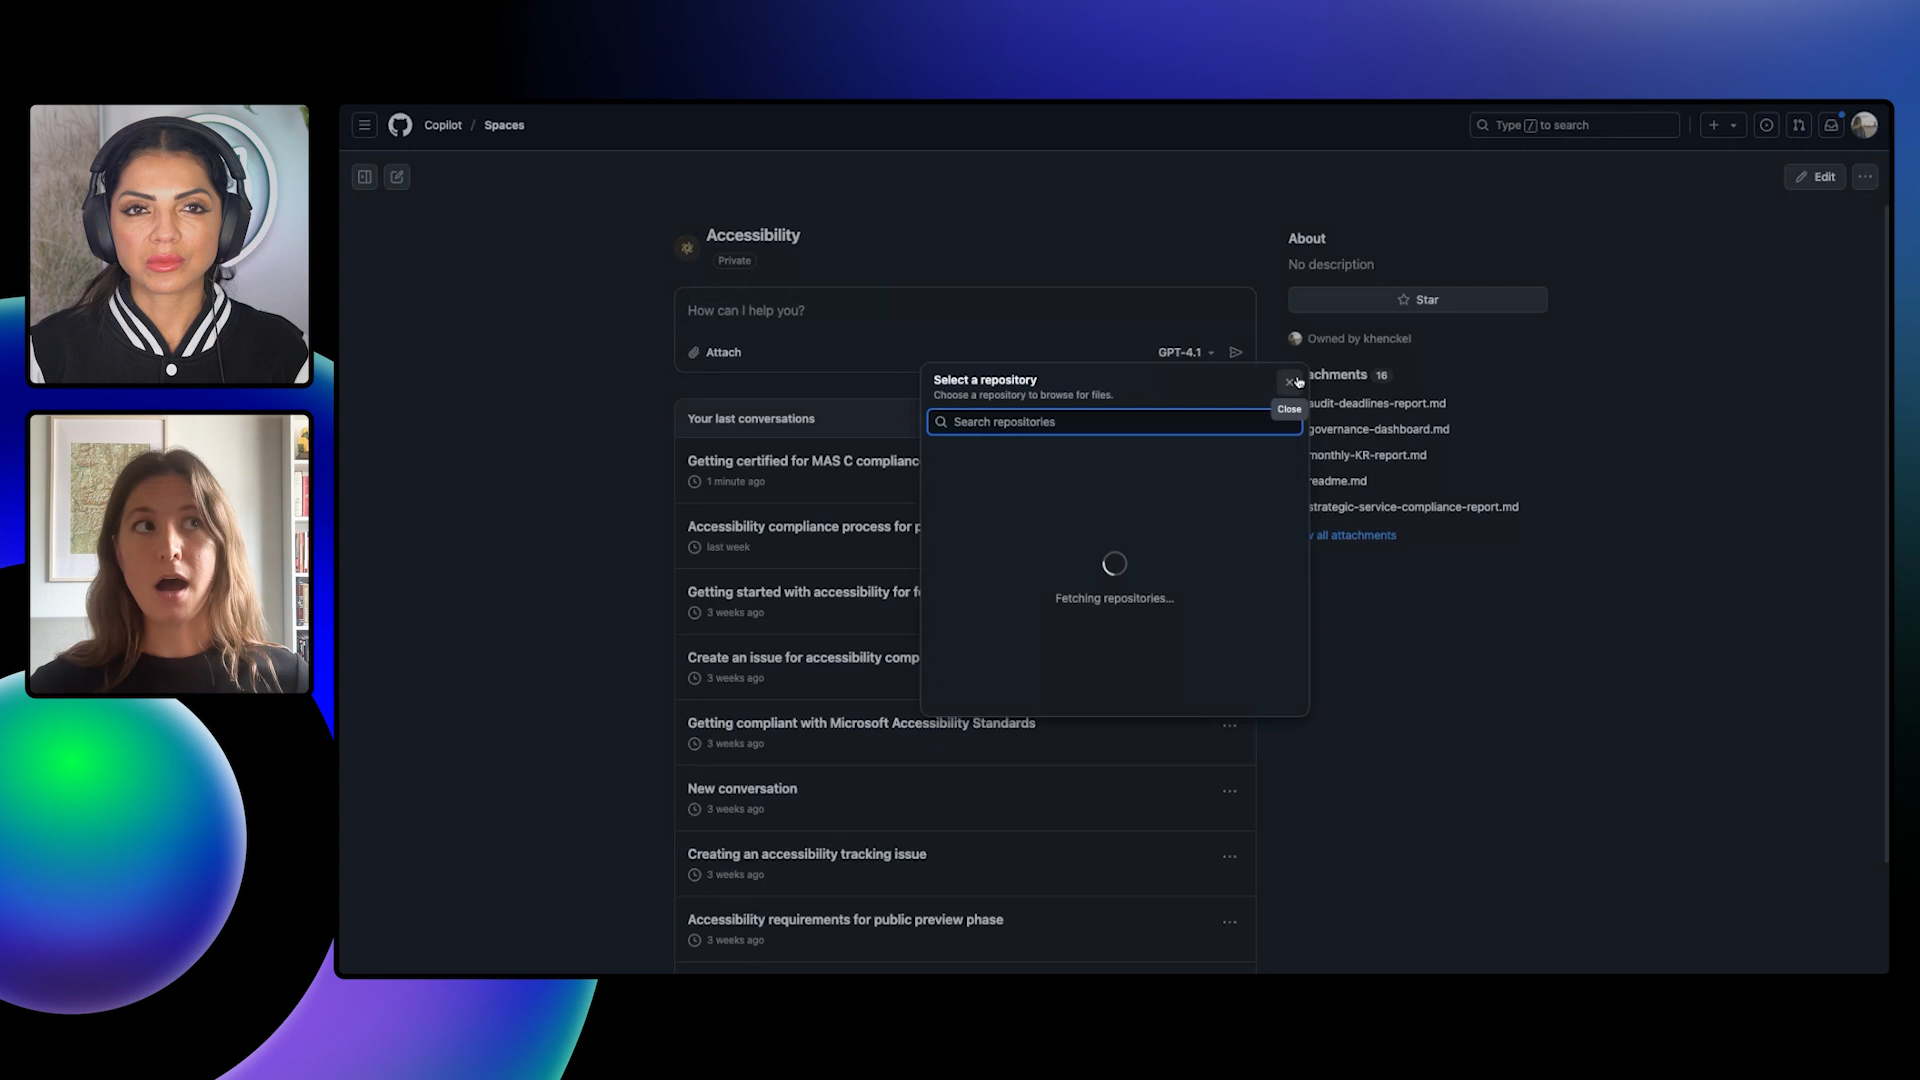 Copilot / Spaces
Type / to search
Edit
Accessibility
Private
How can I help you?
Attach
GPT-4.1
About
No description
Star
Owned by khenckel
achments 16
audit-deadlines-report.md
governance-dashboard.md
monthly-KR-report.md
readme.md
strategic-service-compliance-report.md
all attachments
Select a repository
Choose a repository to browse for files.
Close
Search repositories
Fetching repositories...
Your last conversations
Getting certified for MAS C complianc
1 minute ago
Accessibility compliance process for p
last week
Getting started with accessibility for f
3 weeks ago
Create an issue for accessibility comp
3 weeks ago
Getting compliant with Microsoft Accessibility Standards
3 weeks ago
New conversation
3 weeks ago
Creating an accessibility tracking issue
3 weeks ago
Accessibility requirements for public preview phase
3 weeks ago